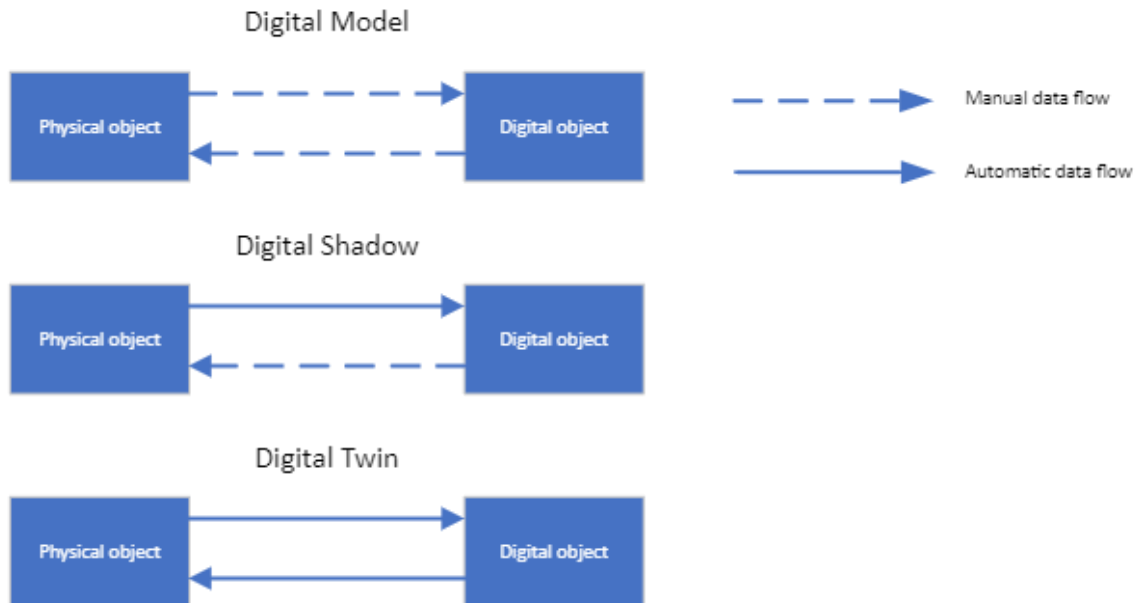 Digital Model
Physical object
Digital object
Manual data flow
Automatic data flow
Digital Shadow
Physical object
Digital object
Digital Twin
Physical object
Digital object